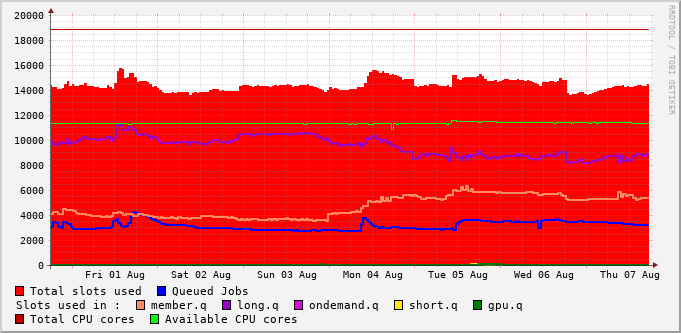 20000
18000
16000
14000
12000
10000
8000
6000
4000
2000
0
Fri 01 Aug Sat 02 Aug Sun 03 Aug Mon 04 Aug Tue 05 Aug Wed 06 Aug Thu 07 Aug
Total slots used Queued Jobs
Slots used in : member.q long.q ondemand.q short.q gpu.q
Total CPU cores Available CPU cores
RRDTOOL / TOBI OETIKER